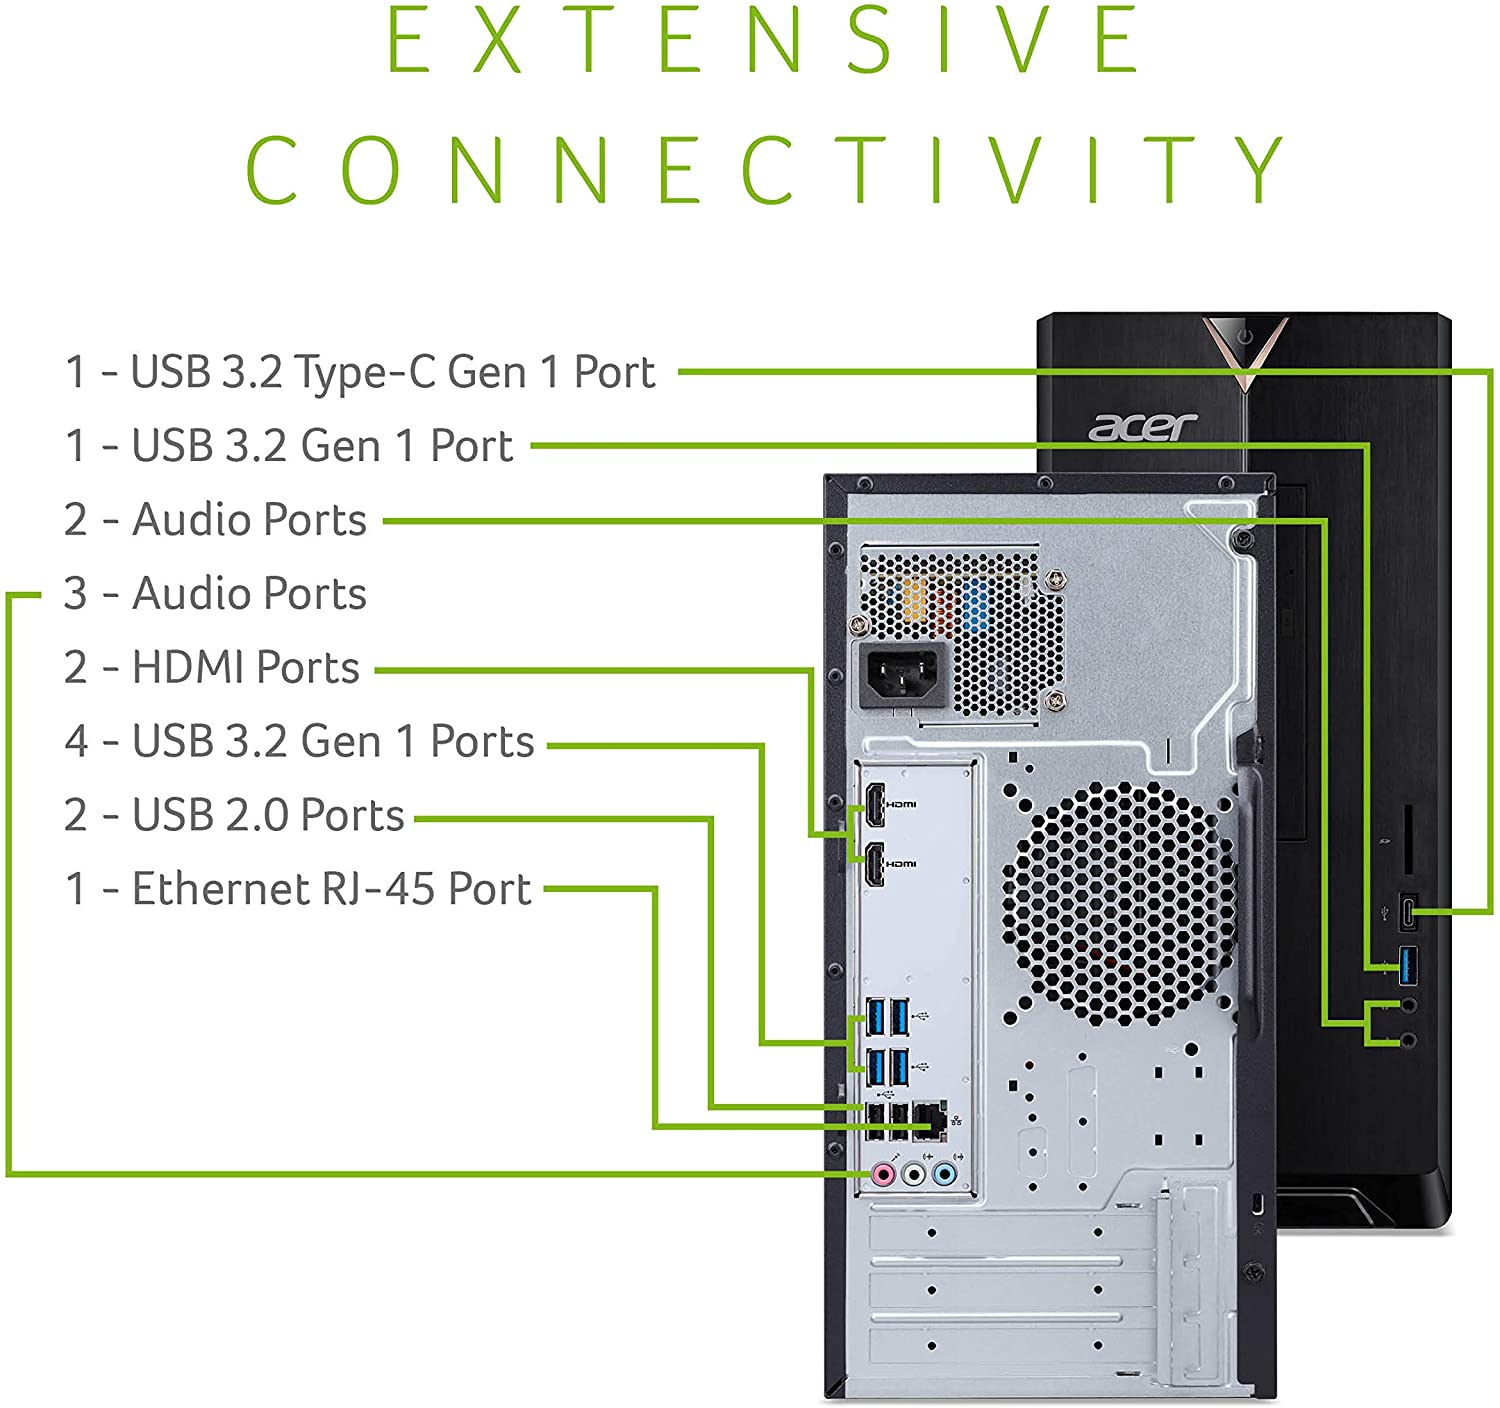 EXTENSIVE
CONNECTIVITY
1 - USB 3.2 Type-C Gen 1 Port
1 - USB 3.2 Gen 1 Port
2 - Audio Ports
3 - Audio Ports
2 - HDMI Ports
4 - USB 3.2 Gen 1 Ports
2 - USB 2.0 Ports
1 - Ethernet RJ-45 Port
acer
HDMI
HDMI